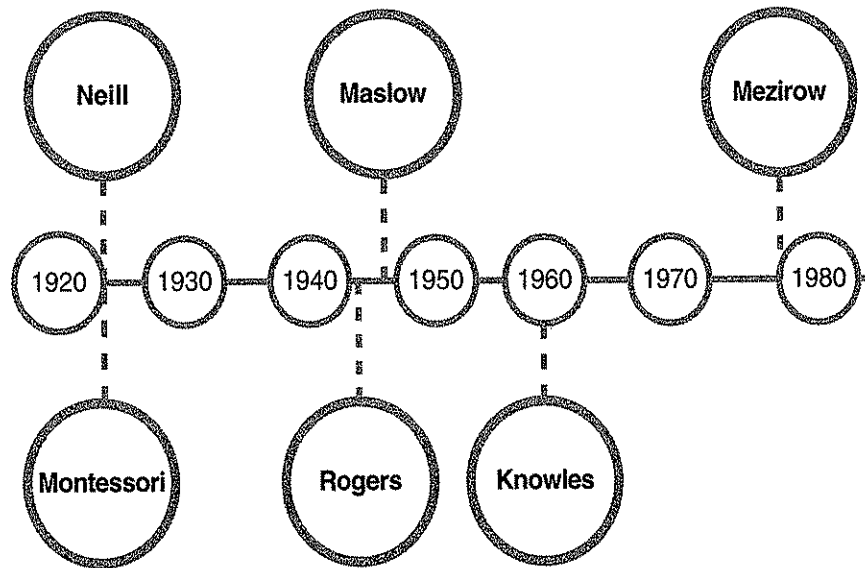 Neill
Maslow
Mezirow
1920
1930
1940
1950
1960
1970
1980
Montessori
Rogers
Knowles